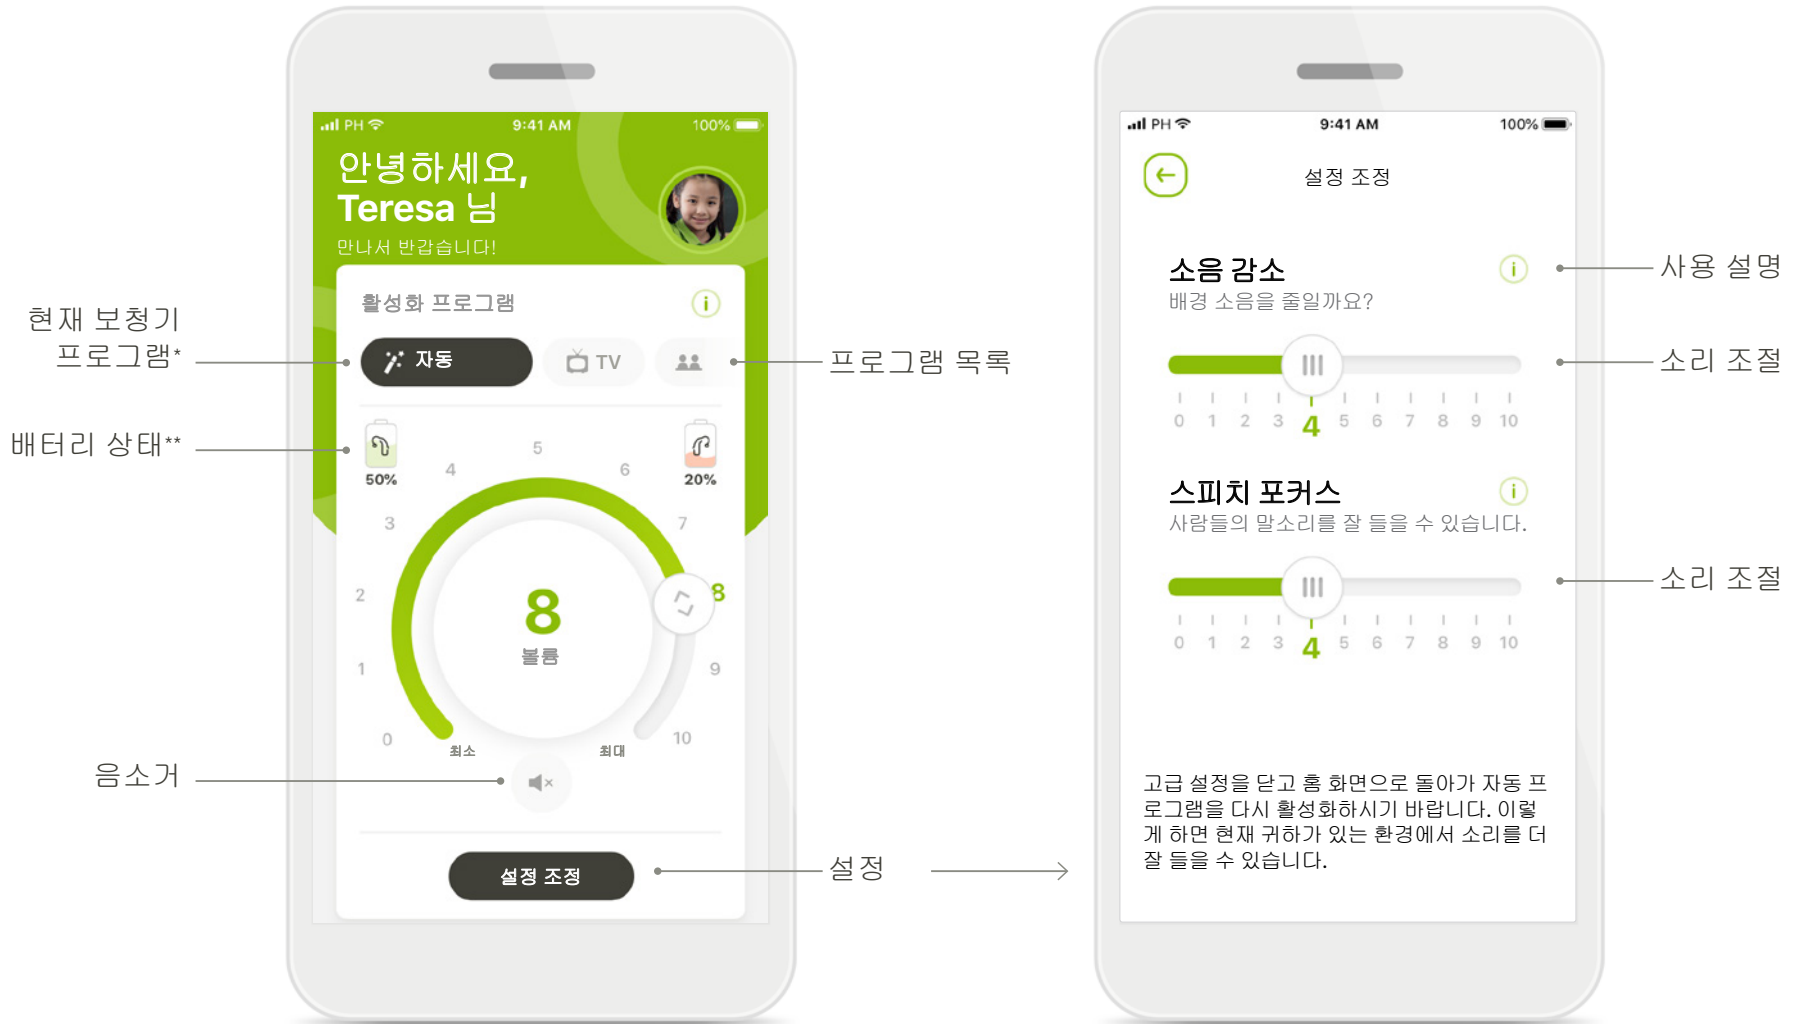 PH
9:41 AM
100%
안녕하세요,
Teresa 님
만나서 반갑습니다!
활성화 프로그램
i
자동
TV
50%
20%
0
1
2
3
4
5
6
7
8
9
10
8
볼륨
최소
최대
설정 조정
현재 보청기
프로그램*
배터리 상태**
음소거
프로그램 목록
설정
PH
9:41 AM
100%
설정 조정
소음 감소
i
배경 소음을 줄일까요?
0 1 2 3 4 5 6 7 8 9 10
스피치 포커스
i
사람들의 말소리를 잘 들을 수 있습니다.
0 1 2 3 4 5 6 7 8 9 10
고급 설정을 닫고 홈 화면으로 돌아가 자동 프
로그램을 다시 활성화하시기 바랍니다. 이렇
게 하면 현재 귀하가 있는 환경에서 소리를 더
잘 들을 수 있습니다.
사용 설명
소리 조절
소리 조절